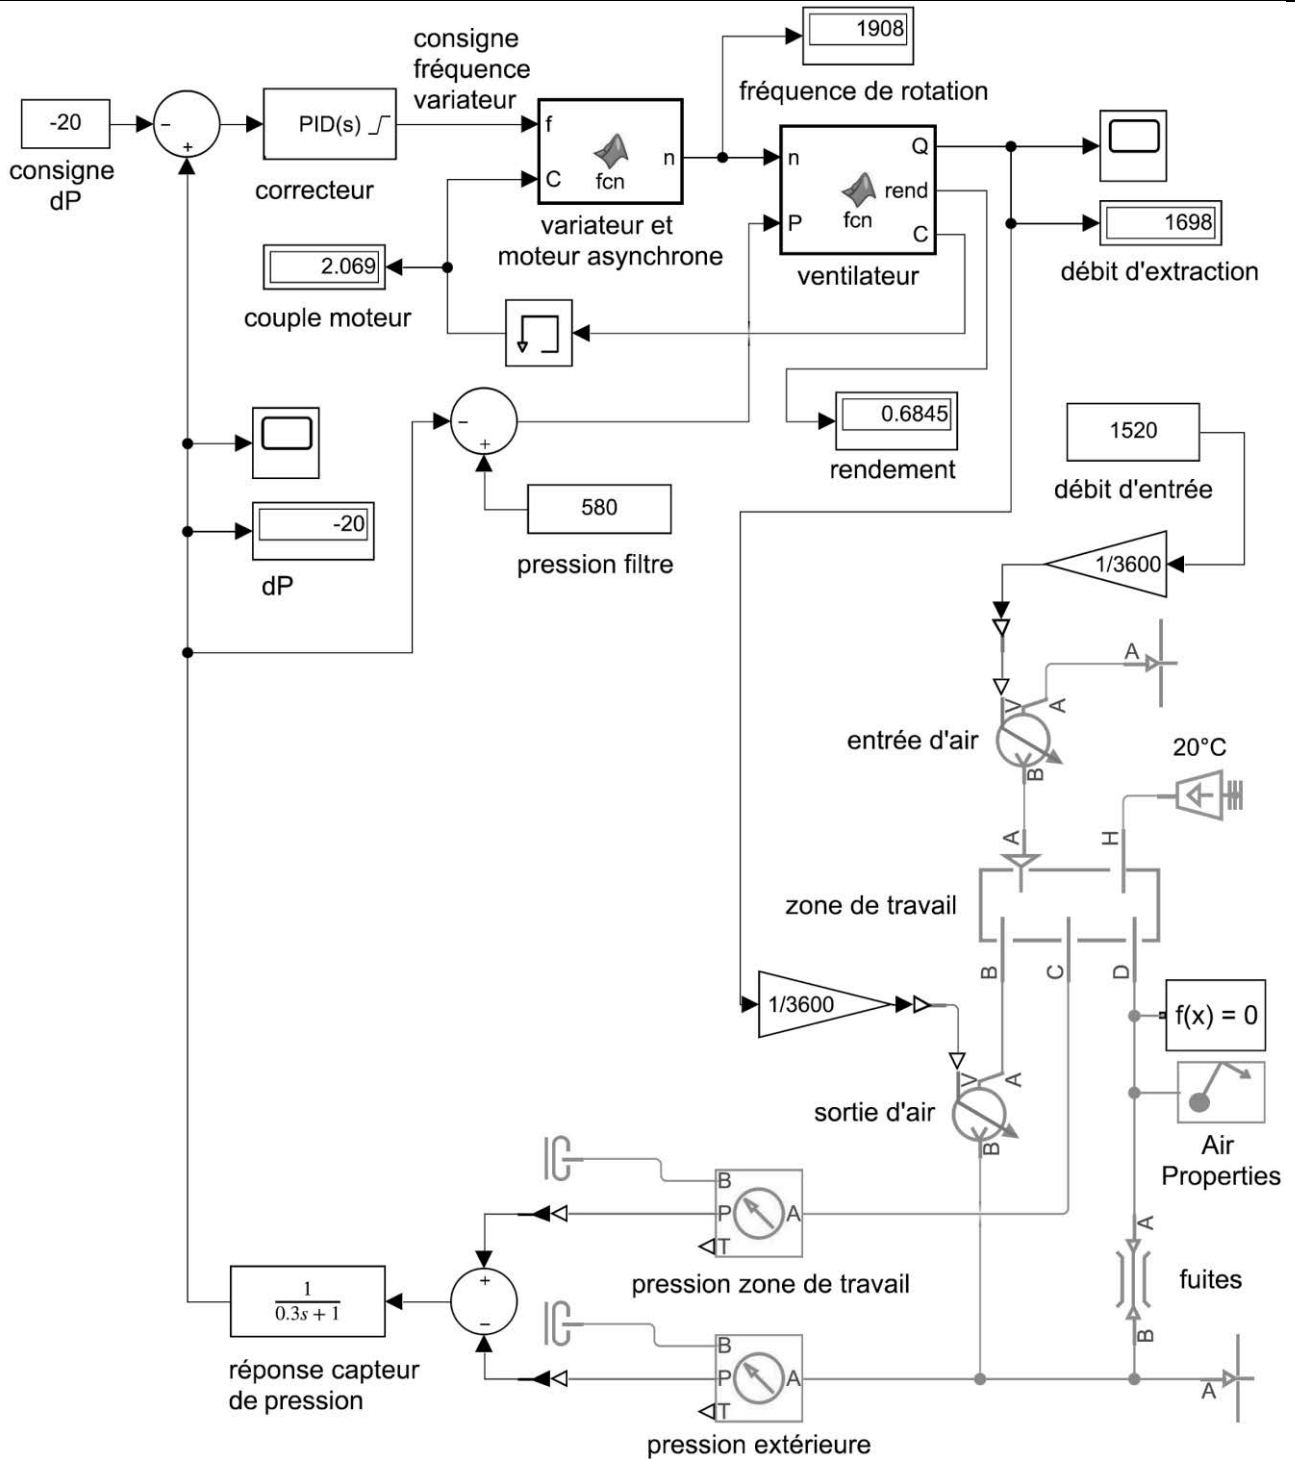 1908
fréquence de rotation
consigne
fréquence
variateur
-20
consigne
dP
−
+
PID(s)
correcteur
f
C
n
fcn
variateur et
moteur asynchrone
n
P
Q
rend
C
fcn
ventilateur
1698
débit d'extraction
2.069
couple moteur
−
+
580
pression filtre
0.6845
rendement
1520
débit d'entrée
1/3600
-20
dP
A
V
A
B
entrée d'air
20°C
A
H
zone de travail
B
C
D
1/3600
f(x) = 0
V
A
B
sortie d'air
Air
Properties
B
P
A
T
pression zone de travail
A
B
fuites
+
−
1
0.3s + 1
réponse capteur
de pression
B
P
A
T
pression extérieure
A